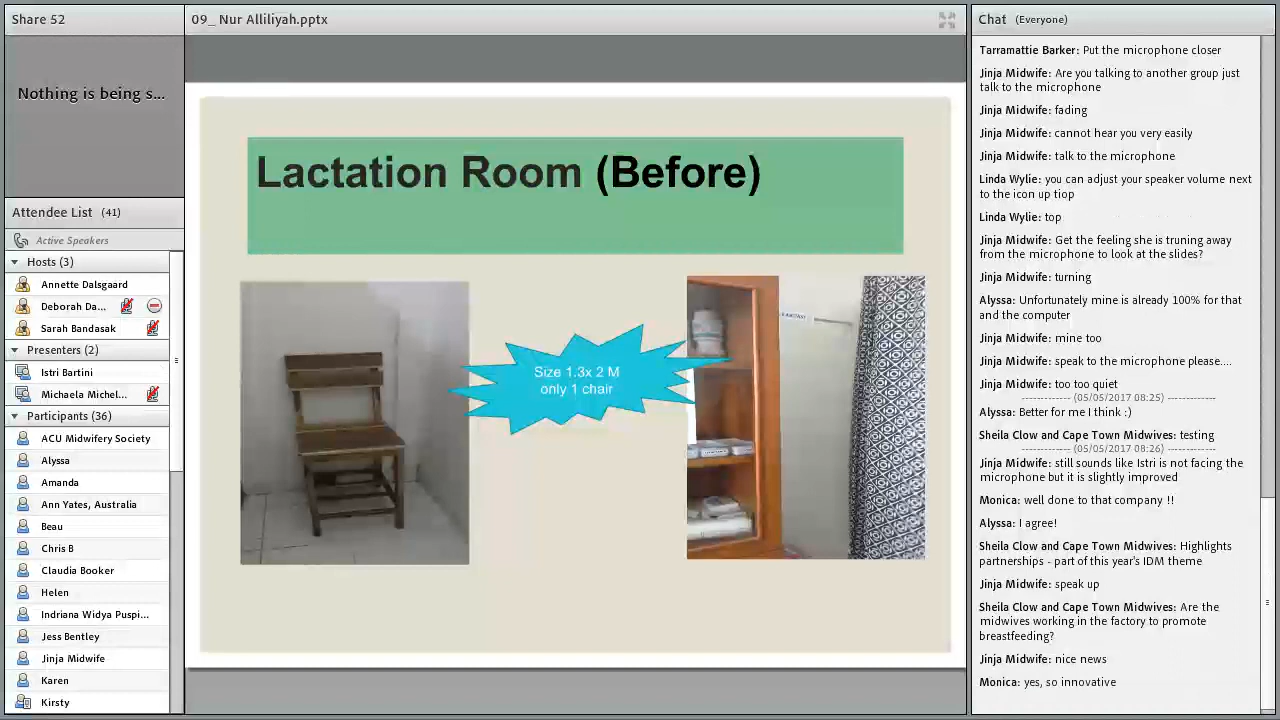 Share 52
Nothing is being s...
Attendee List (41)
Active Speakers
Hosts (3)
Annette Dalsgaard
Deborah Da...
Sarah Bandasak
Presenters (2)
Istri Bartini
Michaela Michel...
Participants (36)
ACU Midwifery Society
Alyssa
Amanda
Ann Yates, Australia
Beau
Chris B
Claudia Booker
Helen
Indriana Widya Puspi...
Jess Bentley
Jinja Midwife
Karen
Kirsty
09_ Nur Alliliyah.pptx
Lactation Room (Before)
Size 1.3x 2 M
only 1 chair
Chat (Everyone)
Tarramattie Barker: Put the microphone closer
Jinja Midwife: Are you talking to another group just
talk to the microphone
Jinja Midwife: fading
Jinja Midwife: cannot hear you very easily
Jinja Midwife: talk to the microphone
Linda Wylie: you can adjust your speaker volume next
to the icon up tiop
Linda Wylie: top
Jinja Midwife: Get the feeling she is truning away
from the microphone to look at the slides?
Jinja Midwife: turning
Alyssa: Unfortunately mine is already 100% for that
and the computer
Jinja Midwife: mine too
Jinja Midwife: speak to the microphone please....
Jinja Midwife: too too quiet
------------- (05/05/2017 08:25) -------------
Alyssa: Better for me I think :)
Sheila Clow and Cape Town Midwives: testing
------------- (05/05/2017 08:26) -------------
Jinja Midwife: still sounds like Istri is not facing the
microphone but it is slightly improved
Monica: well done to that company !!
Alyssa: I agree!
Sheila Clow and Cape Town Midwives: Highlights
partnerships - part of this year's IDM theme
Jinja Midwife: speak up
Sheila Clow and Cape Town Midwives: Are the
midwives working in the factory to promote
breastfeeding?
Jinja Midwife: nice news
Monica: yes, so innovative